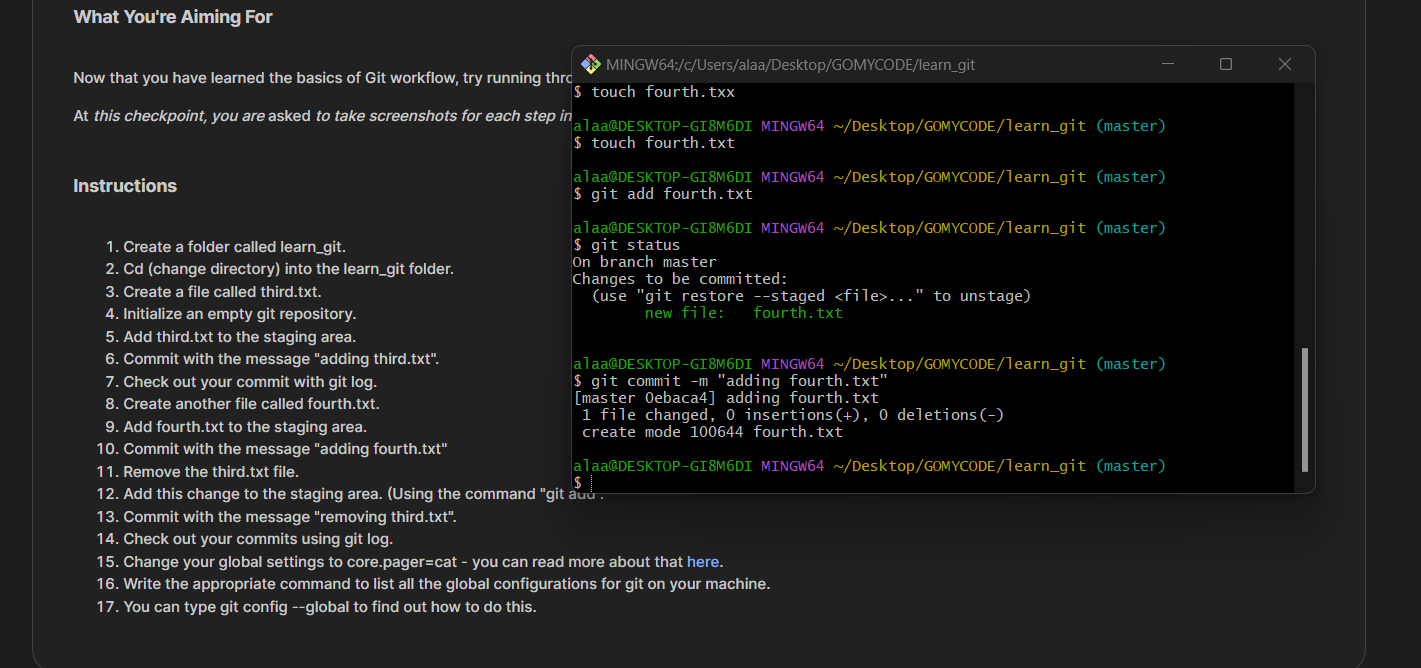 What You're Aiming For
Now that you have learned the basics of Git workflow, try running
At this checkpoint, you are asked to take screenshots for each step in
Instructions
1. Create a folder called learn_git.
2. Cd (change directory) into the learn_git folder.
3. Create a file called third.txt.
4. Initialize an empty git repository.
5. Add third.txt to the staging area.
6. Commit with the message "adding third.txt".
7. Check out your commit with git log.
8. Create another file called fourth.txt.
9. Add fourth.txt to the staging area.
10. Commit with the message "adding fourth.txt"
11. Remove the third.txt file.
12. Add this change to the staging area. (Using the command "git add".
13. Commit with the message "removing third.txt".
14. Check out your commits using git log.
15. Change your global settings to core.pager=cat - you can read more about that here.
16. Write the appropriate command to list all the global configurations for git on your machine.
17. You can type git config --global to find out how to do this.
MINGW64:/c/Users/alaa/Desktop/GOMYCODE/learn_git
$ touch fourth.txx
alaa@DESKTOP-GI8M6DI MINGW64 ~/Desktop/GOMYCODE/learn_git (master)
$ touch fourth.txt
alaa@DESKTOP-GI8M6DI MINGW64 ~/Desktop/GOMYCODE/learn_git (master)
$ git add fourth.txt
alaa@DESKTOP-GI8M6DI MINGW64 ~/Desktop/GOMYCODE/learn_git (master)
$ git status
On branch master
Changes to be committed:
(use "git restore --staged <file>..." to unstage)
new file: fourth.txt
alaa@DESKTOP-GI8M6DI MINGW64 ~/Desktop/GOMYCODE/learn_git (master)
$ git commit -m "adding fourth.txt"
[master 0ebaca4] adding fourth.txt
1 file changed, 0 insertions(+), 0 deletions(-)
create mode 100644 fourth.txt
alaa@DESKTOP-GI8M6DI MINGW64 ~/Desktop/GOMYCODE/learn_git (master)
$